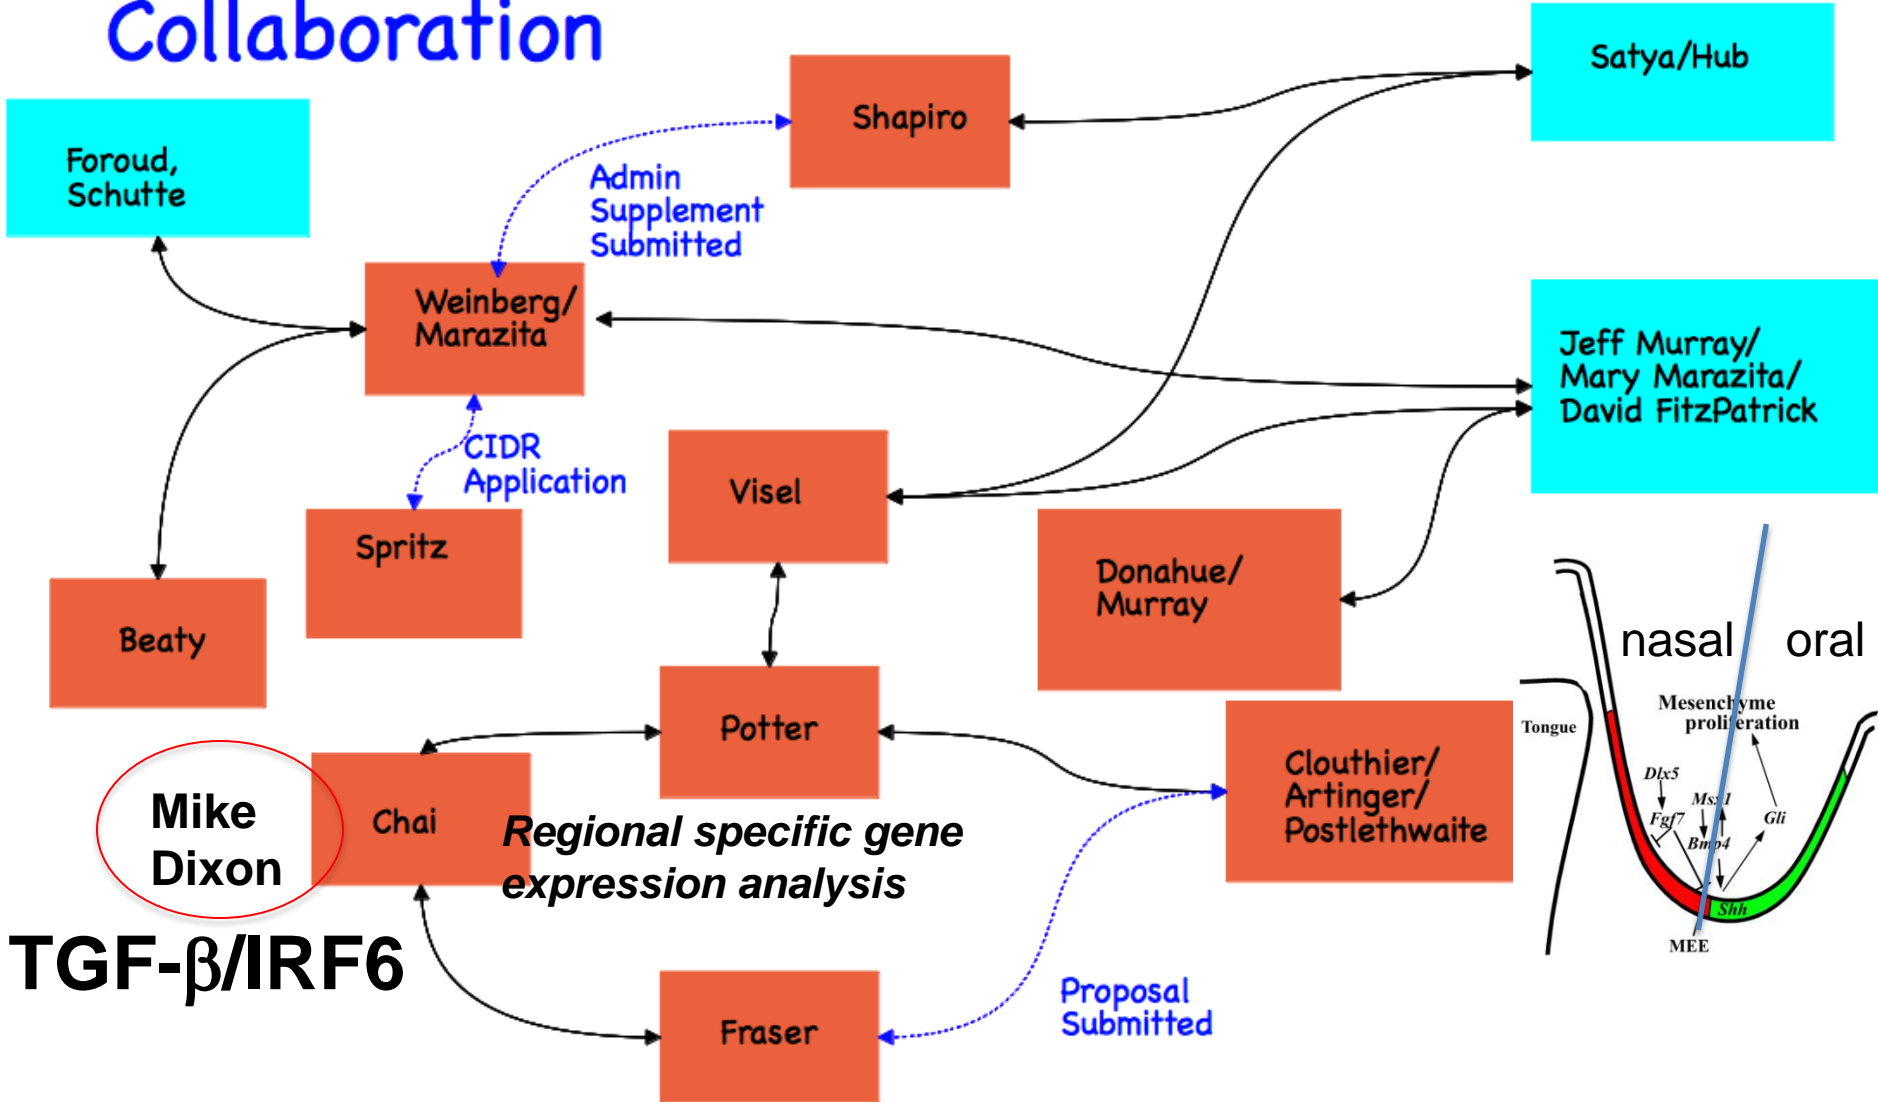 Collaboration
Satya/Hub
Shapiro
Foroud,
Schutte
Admin
Supplement
Submitted
Weinberg/
Marazita
Jeff Murray/
Mary Marazita/
David FitzPatrick
CIDR
Application
Visel
Spritz
Donahue/
Murray
Beaty
nasal
oral
Potter
Mesenchyme
proliferation
Tongue
Clouthier/
Artinger/
Postlethwaite
Dlx5
Msx1
Fgf7
Gli
Bmp4
Shh
MEE
Mike
Dixon
Chai
Regional specific gene
expression analysis
TGF-β/IRF6
Proposal
Submitted
Fraser